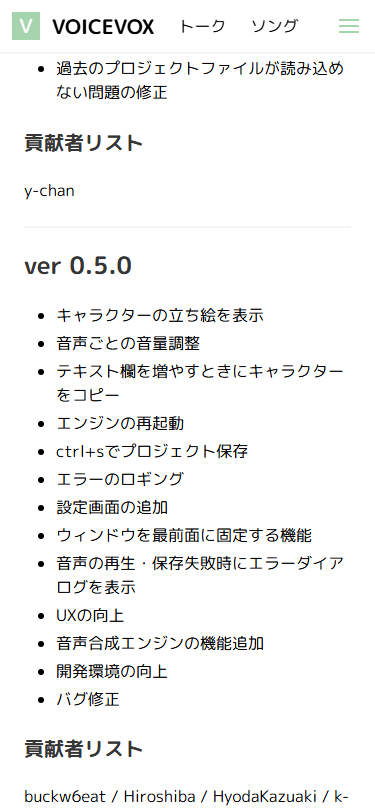 V VOICEVOX トーク ソング
過去のプロジェクトファイルが読み込め
ない問題の修正
貢献者リスト
y-chan
ver 0.5.0
キャラクターの立ち絵を表示
音声ごとの音量調整
テキスト欄を増やすときにキャラクター
をコピー
エンジンの再起動
ctrl+sでプロジェクト保存
エラーのロギング
設定画面の追加
ウィンドウを最前面に固定する機能
音声の再生・保存失敗時にエラーダイア
ログを表示
UXの向上
音声合成エンジンの機能追加
開発環境の向上
バグ修正
貢献者リスト
buckw6eat / Hiroshiba / HyodaKazuaki / k-